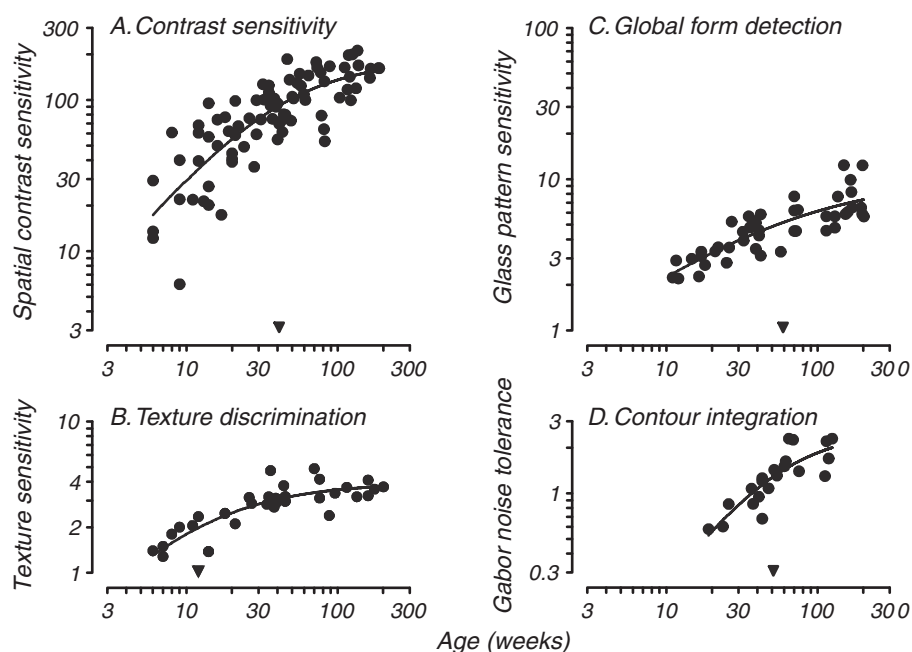 A. Contrast sensitivity
Spatial contrast sensitivity
300
100
30
10
3
3 10 30 100 300
C. Global form detection
Glass pattern sensitivity
100
30
10
3
1
3 10 30 100 300
B. Texture discrimination
Texture sensitivity
10
4
2
1
3 10 30 100 300
D. Contour integration
Gabor noise tolerance
3
1
0.3
3 10 30 100 300
Age (weeks)